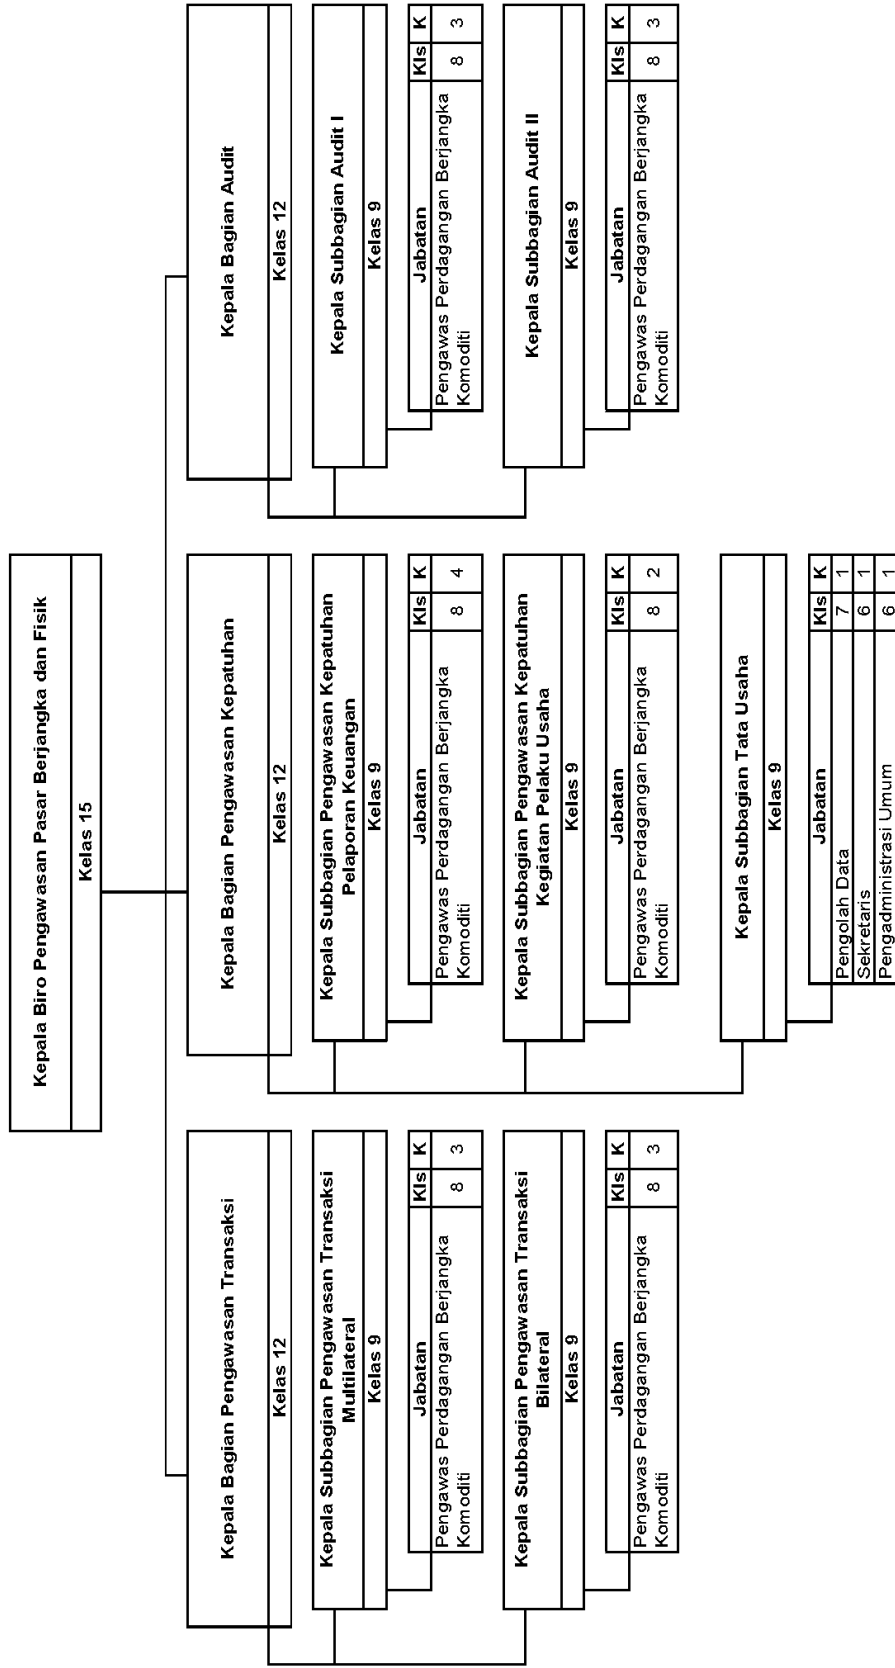 Kepala Biro Pengawasan Pasar Berjangka dan Fisik
Kelas 15
Kepala Bagian Pengawasan Transaksi
Kelas 12
Kepala Subbagian Pengawasan Transaksi
Multilateral
Kelas 9
Jabatan Kls K
Pengawas Perdagangan Berjangka
Komoditi 8 3
Kepala Subbagian Pengawasan Transaksi
Bilateral
Kelas 9
Jabatan Kls K
Pengawas Perdagangan Berjangka
Komoditi 8 3
Kepala Bagian Pengawasan Kepatuhan
Kelas 12
Kepala Subbagian Pengawasan Kepatuhan
Pelaporan Keuangan
Kelas 9
Jabatan Kls K
Pengawas Perdagangan Berjangka
Komoditi 8 4
Kepala Subbagian Pengawasan Kepatuhan
Kegiatan Pelaku Usaha
Kelas 9
Jabatan Kls K
Pengawas Perdagangan Berjangka
Komoditi 8 2
Kepala Subbagian Tata Usaha
Kelas 9
Jabatan Kls K
Pengolah Data 7 1
Sekretaris 6 1
Pengadministrasi Umum 6 1
Kepala Bagian Audit
Kelas 12
Kepala Subbagian Audit I
Kelas 9
Jabatan Kls K
Pengawas Perdagangan Berjangka
Komoditi 8 3
Kepala Subbagian Audit II
Kelas 9
Jabatan Kls K
Pengawas Perdagangan Berjangka
Komoditi 8 3